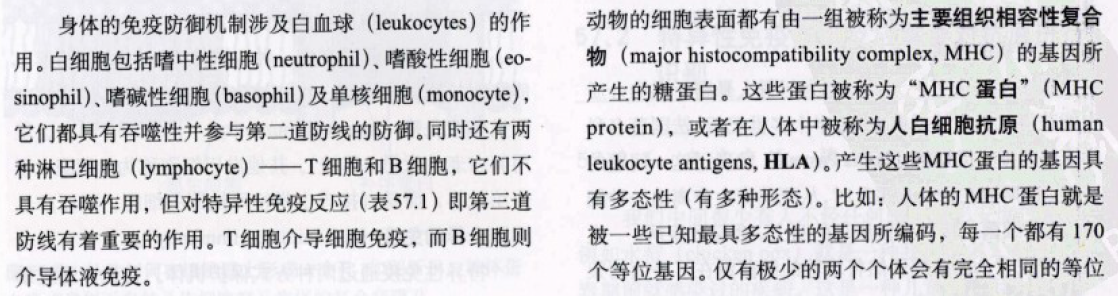 身体的免疫防御机制涉及白血球（leukocytes）的作
用。白细胞包括嗜中性细胞（neutrophil）、嗜酸性细胞（eo-
sinophil）、嗜碱性细胞（basophil）及单核细胞（monocyte），
它们都具有吞噬性并参与第二道防线的防御。同时还有两
种淋巴细胞（lymphocyte）——T细胞和B细胞，它们不
具有吞噬作用，但对特异性免疫反应（表57.1）即第三道
防线有着重要的作用。T细胞介导细胞免疫，而B细胞则
介导体液免疫。
动物的细胞表面都有由一组被称为主要组织相容性复合
物（major histocompatibility complex, MHC）的基因所
产生的糖蛋白。这些蛋白被称为“MHC蛋白”（MHC
protein），或者在人体中被称为人白细胞抗原（human
leukocyte antigens, HLA）。产生这些MHC蛋白的基因具
有多态性（有多种形态）。比如：人体的MHC蛋白就是
被一些已知最具多态性的基因所编码，每一个都有170
个等位基因。仅有极少的两个个体会有完全相同的等位